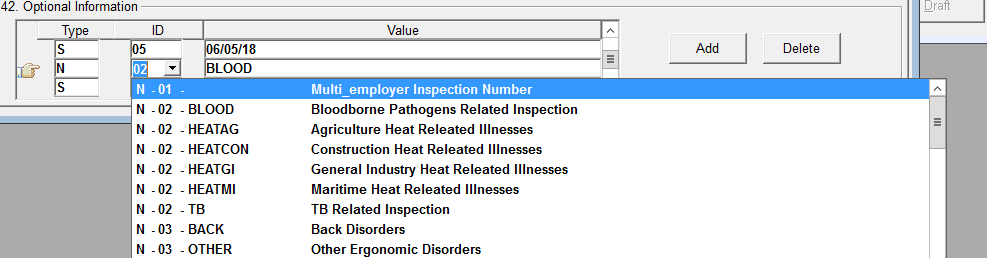 42. Optional Information
Draft
Type ID Value
S 05 06/05/18
N 02 BLOOD
S
Add Delete
N - 01 - Multi_employer Inspection Number
N - 02 - BLOOD Bloodborne Pathogens Related Inspection
N - 02 - HEATAG Agriculture Heat Releated Illnesses
N - 02 - HEATCON Construction Heat Releated Illnesses
N - 02 - HEATGI General Industry Heat Releated Illnesses
N - 02 - HEATMI Maritime Heat Releated Illnesses
N - 02 - TB TB Related Inspection
N - 03 - BACK Back Disorders
N - 03 - OTHER Other Ergonomic Disorders